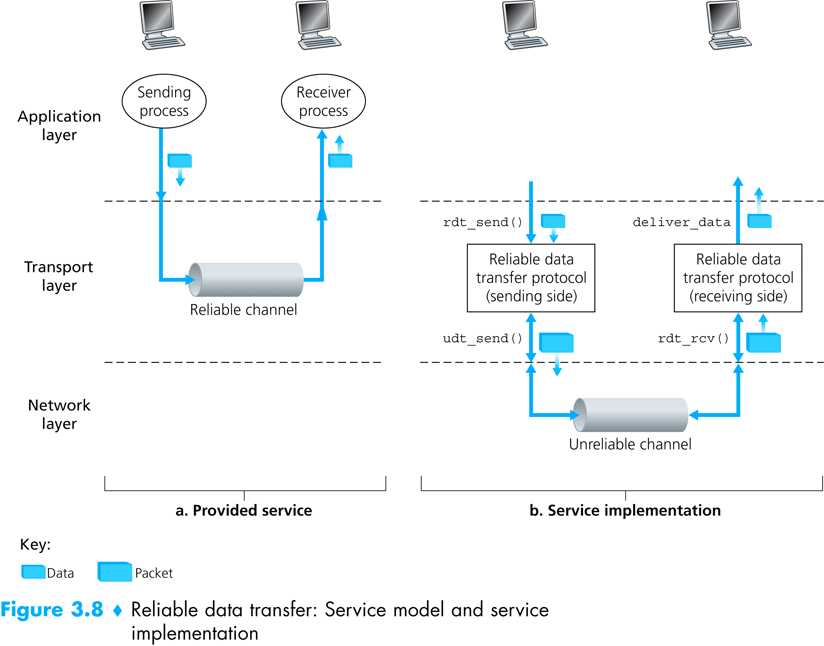 Application
layer
Sending
process
Receiver
process
Transport
layer
Reliable channel
Network
layer
a. Provided service
rdt_send()
deliver_data
Reliable data
transfer protocol
(sending side)
Reliable data
transfer protocol
(receiving side)
udt_send()
rdt_rcv()
Unreliable channel
b. Service implementation
Key:
Data
Packet
Figure 3.8 ♦ Reliable data transfer: Service model and service
implementation